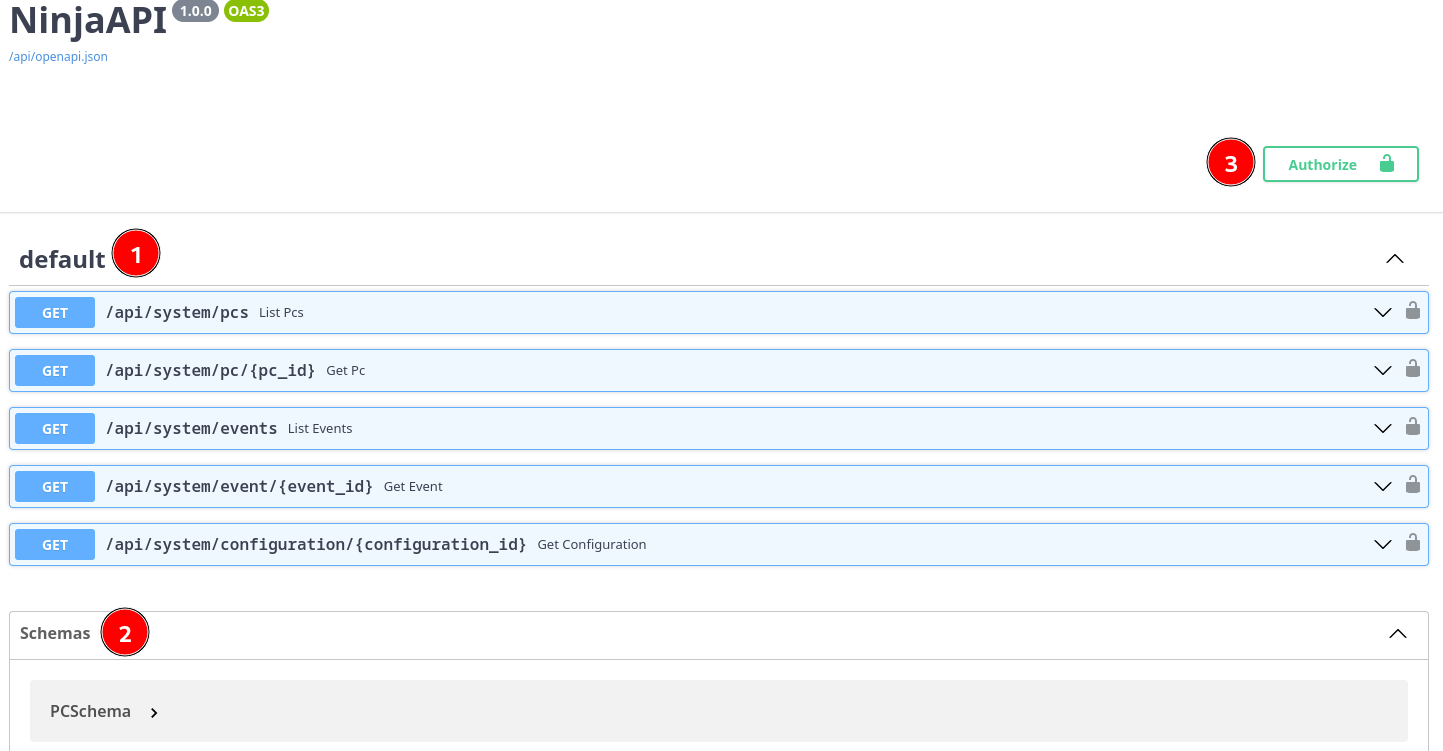 NinjaAPI 1.0.0 OAS3
/api/openapi.json
3 Authorize
default 1
GET /api/system/pcs List Pcs
GET /api/system/pc/{pc_id} Get Pc
GET /api/system/events List Events
GET /api/system/event/{event_id} Get Event
GET /api/system/configuration/{configuration_id} Get Configuration
Schemas 2
PCSchema